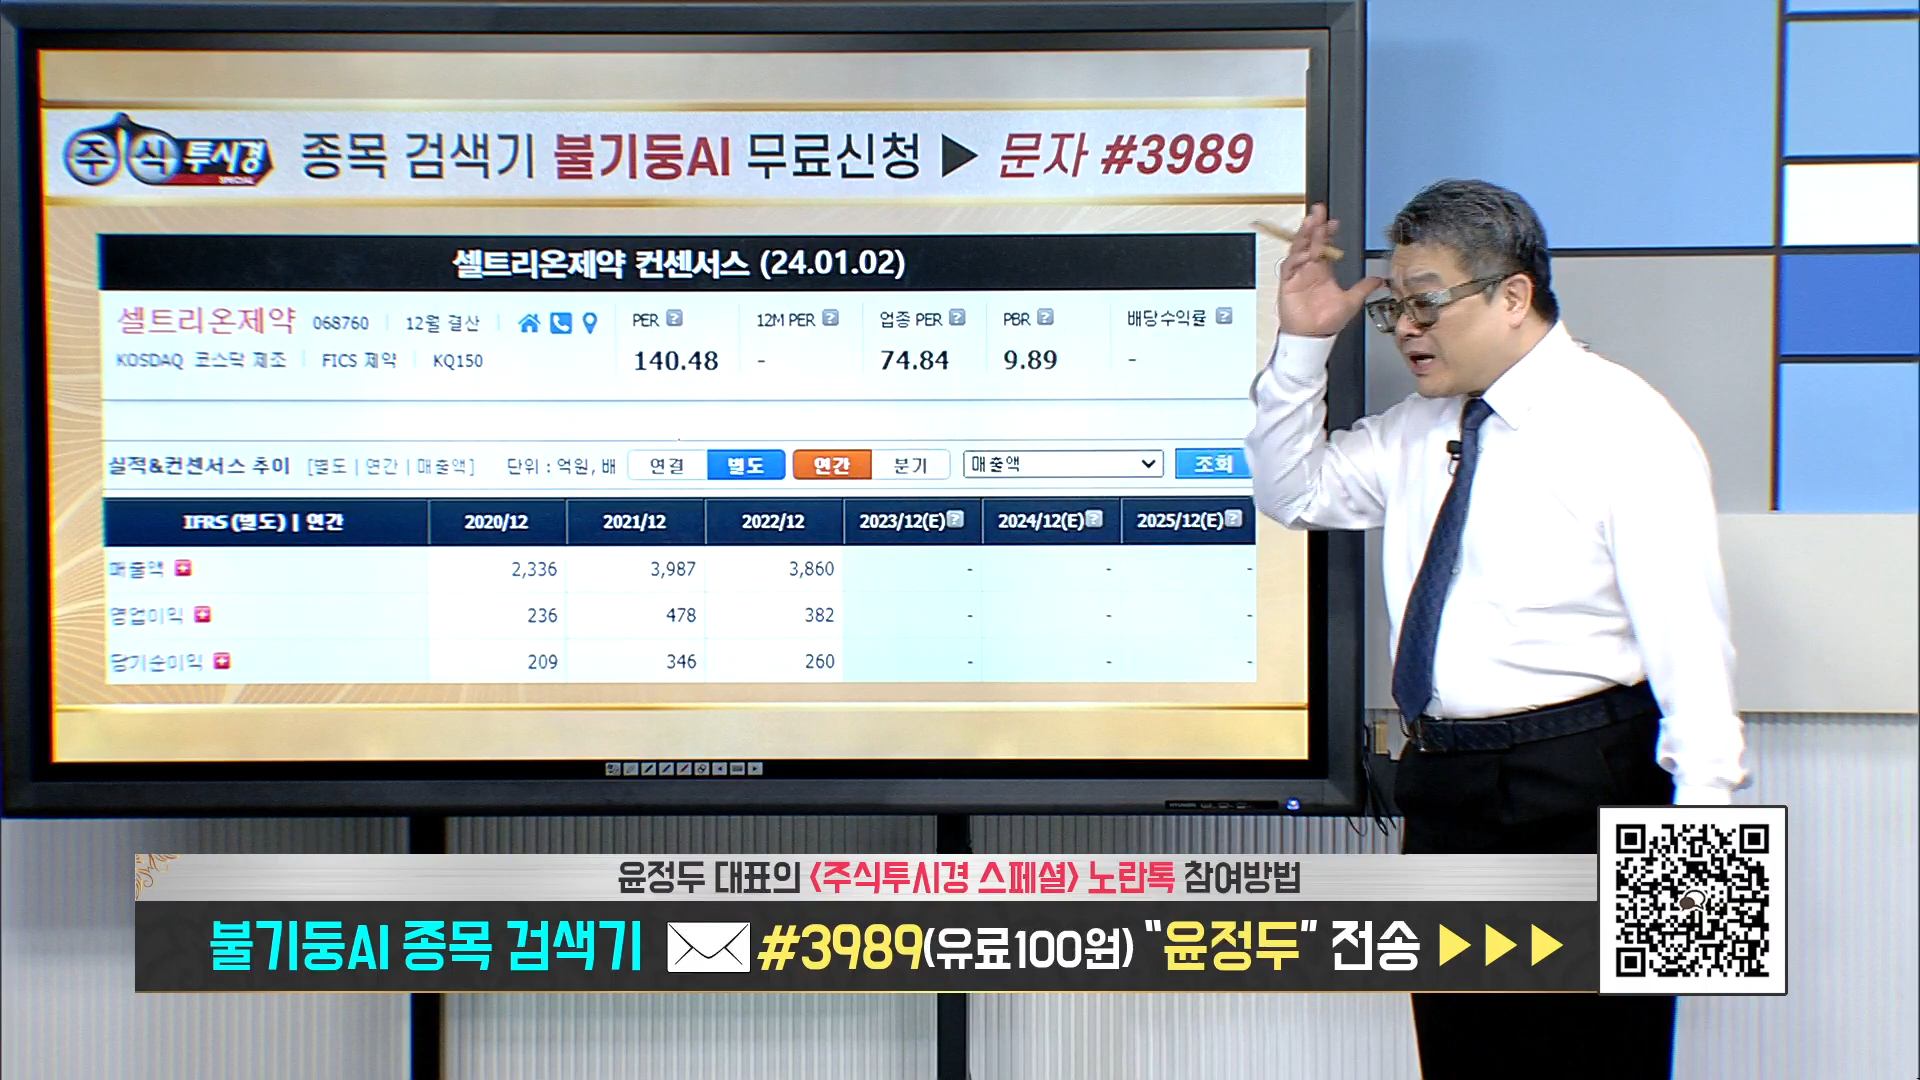 주식투시경 SPECIAL 종목 검색기 불기둥AI 무료신청 ▶ 문자 #3989
셀트리온제약 컨센서스 (24.01.02)
셀트리온제약 068760 12월 결산 PER 12M PER 업종 PER PBR 배당수익률
KOSDAQ 코스닥 제조 FICS 제약 KQ150 140.48 - 74.84 9.89 -
실적&컨센서스 추이 [별도 | 연간 | 매출액] 단위 : 억원, 배 연결 별도 연간 분기 매출액 조회
IFRS (별도) | 연간 2020/12 2021/12 2022/12 2023/12(E) 2024/12(E) 2025/12(E)
매출액 2,336 3,987 3,860 - - -
영업이익 236 478 382 - - -
당기순이익 209 346 260 - - -
윤정두 대표의 <주식투시경 스페셜> 노란톡 참여방법
불기둥AI 종목 검색기 #3989(유료100원) "윤정두" 전송 ▶▶▶